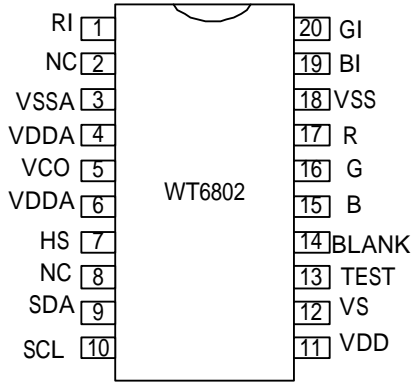 RI 1 20 GI
NC 2 19 BI
VSSA 3 18 VSS
VDDA 4 17 R
VCO 5 16 G
WT6802
VDDA 6 15 B
HS 7 14 BLANK
NC 8 13 TEST
SDA 9 12 VS
SCL 10 11 VDD